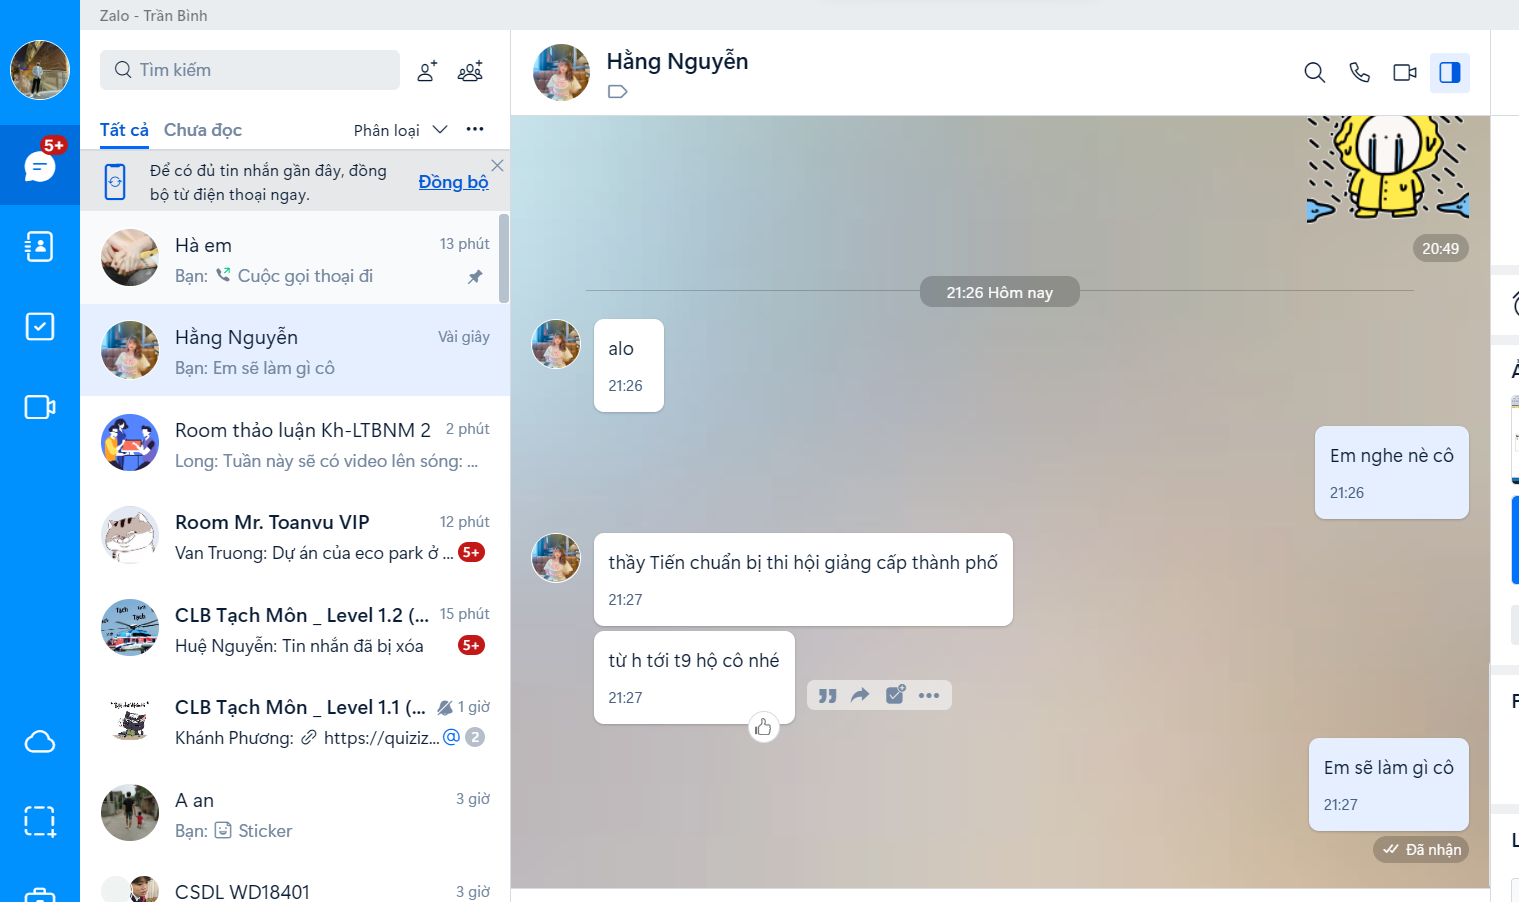 Zalo - Trần Bình
Tìm kiếm
Tất cả Chưa đọc Phân loại
Để có đủ tin nhắn gần đây, đồng
bộ từ điện thoại ngay.
Đồng bộ
5+
Hà em 13 phút
Bạn: Cuộc gọi thoại đi
Hằng Nguyễn Vài giây
Bạn: Em sẽ làm gì cô
Room thảo luận Kh-LTBNM 2 2 phút
Long: Tuần này sẽ có video lên sóng: ...
Room Mr. Toanvu VIP 12 phút
Van Truong: Dự án của eco park ở ... 5+
CLB Tạch Môn _ Level 1.2 (... 15 phút
Huệ Nguyễn: Tin nhắn đã bị xóa 5+
CLB Tạch Môn _ Level 1.1 (... 1 giờ
Khánh Phương: https://quiziz... @ 2
A an 3 giờ
Bạn: Sticker
CSDL WD18401 3 giờ
Hằng Nguyễn
20:49
21:26 Hôm nay
alo
21:26
Em nghe nè cô
21:26
thầy Tiến chuẩn bị thi hội giảng cấp thành phố
21:27
từ h tới t9 hộ cô nhé
21:27
Em sẽ làm gì cô
21:27
Đã nhận